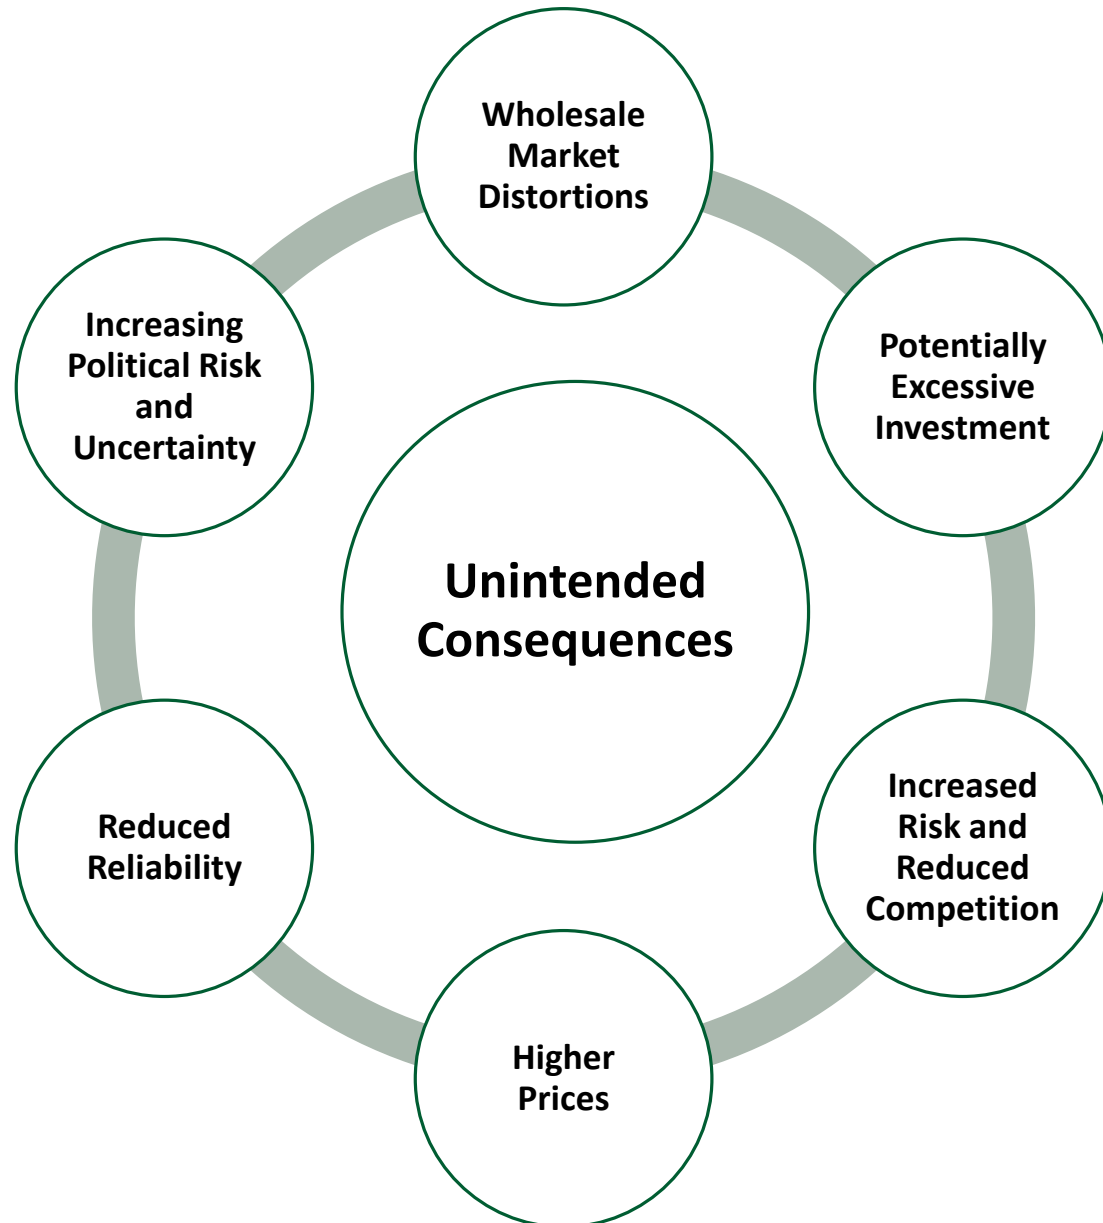 Wholesale
Market
Distortions
Potentially
Excessive
Investment
Increased
Risk and
Reduced
Competition
Higher
Prices
Reduced
Reliability
Increasing
Political Risk
and
Uncertainty
Unintended
Consequences